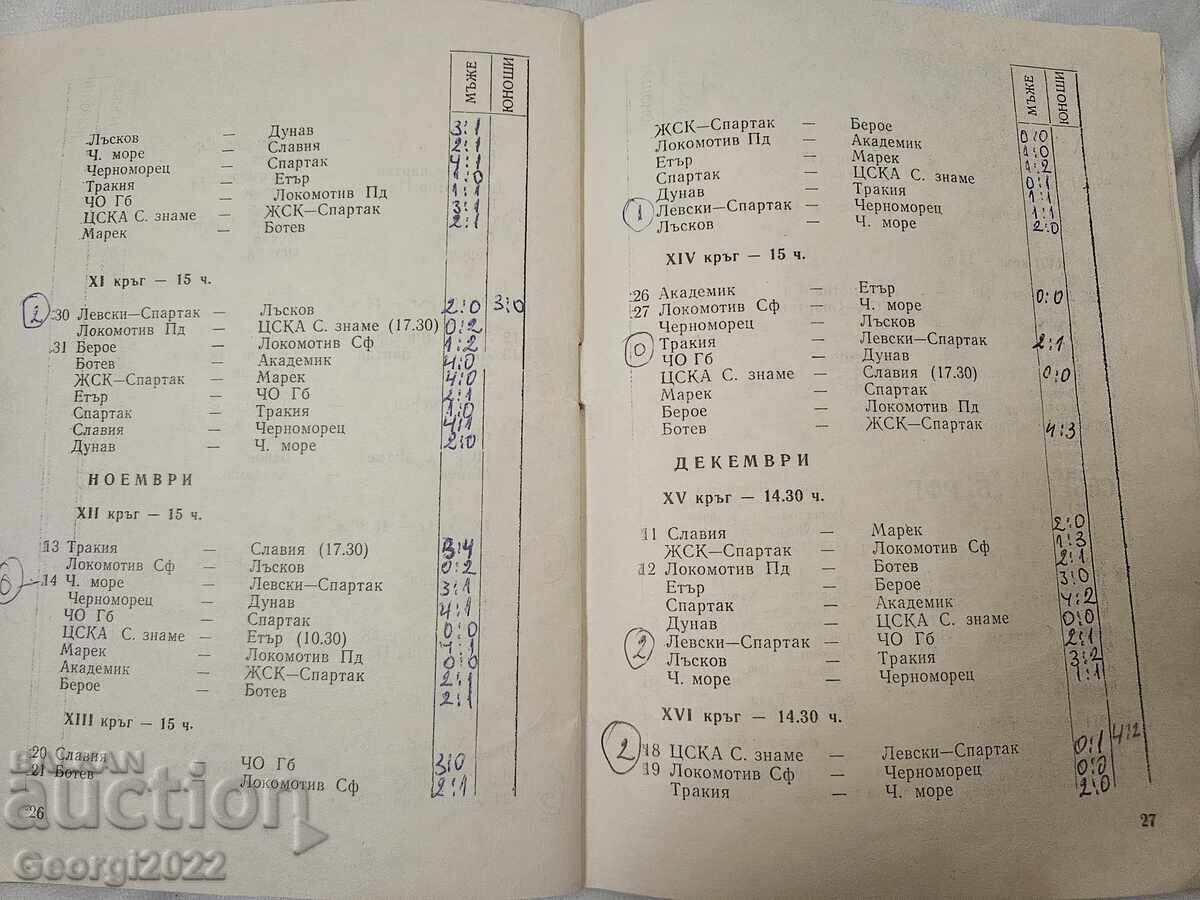 МЪЖЕ ЮНОШИ
Лъсков — Дунав 3:1
Ч. море — Славия 2:1
Черноморец — Спартак 4:1
Тракия — Етър 1:0
ЧО Гб — Локомотив Пд 1:1
ЦСКА С. знаме — ЖСК—Спартак 3:1
Марек — Ботев 2:1
XI кръг — 15 ч.
2 30 Левски—Спартак — Лъсков 2:0 3:0
Локомотив Пд — ЦСКА С. знаме (17.30) 0:2
31 Берое — Локомотив Сф 1:2
Ботев — Академик 4:0
ЖСК—Спартак — Марек 4:0
Етър — ЧО Гб 2:1
Спартак — Тракия 1:0
Славия — Черноморец 4:1
Дунав — Ч. море 2:0
НОЕМВРИ
XII кръг — 15 ч.
13 Тракия — Славия (17.30) 3:4
Локомотив Сф — Лъсков 0:2
0 14 Ч. море — Левски—Спартак 3:1
Черноморец — Дунав 4:1
ЧО Гб — Спартак 0:0
ЦСКА С. знаме — Етър (10.30) 4:1
Марек — Локомотив Пд 0:0
Академик — ЖСК—Спартак 2:1
Берое — Ботев 2:1
XIII кръг — 15 ч.
20 Славия ЧО Гб 3:0
21 Ботев Локомотив Сф 2:1
26
МЪЖЕ ЮНОШИ
ЖСК—Спартак — Берое 0:0
Локомотив Пд — Академик 1:0
Етър — Марек 1:2
Спартак — ЦСКА С. знаме 0:1
Дунав — Тракия 1:1
1 Левски—Спартак — Черноморец 1:1
Лъсков — Ч. море 2:0
XIV кръг — 15 ч.
26 Академик — Етър 0:0
27 Локомотив Сф — Ч. море
Черноморец — Лъсков
0 Тракия — Левски—Спартак 2:1
ЧО Гб — Дунав
ЦСКА С. знаме — Славия (17.30) 0:0
Марек — Спартак
Берое — Локомотив Пд
Ботев — ЖСК—Спартак 4:3
ДЕКЕМВРИ
XV кръг — 14.30 ч.
11 Славия — Марек 2:0
ЖСК—Спартак — Локомотив Сф 1:3
12 Локомотив Пд — Ботев 2:1
Етър — Берое 3:0
Спартак — Академик 4:2
Дунав — ЦСКА С. знаме 0:0
2 Левски—Спартак — ЧО Гб 2:1
Лъсков — Тракия 3:2
Ч. море — Черноморец 1:1
XVI кръг — 14.30 ч.
2 18 ЦСКА С. знаме — Левски—Спартак 0:1 4:2
19 Локомотив Сф — Черноморец 0:0
Тракия — Ч. море 2:0
27
BALKAN
auction
Georgi2022